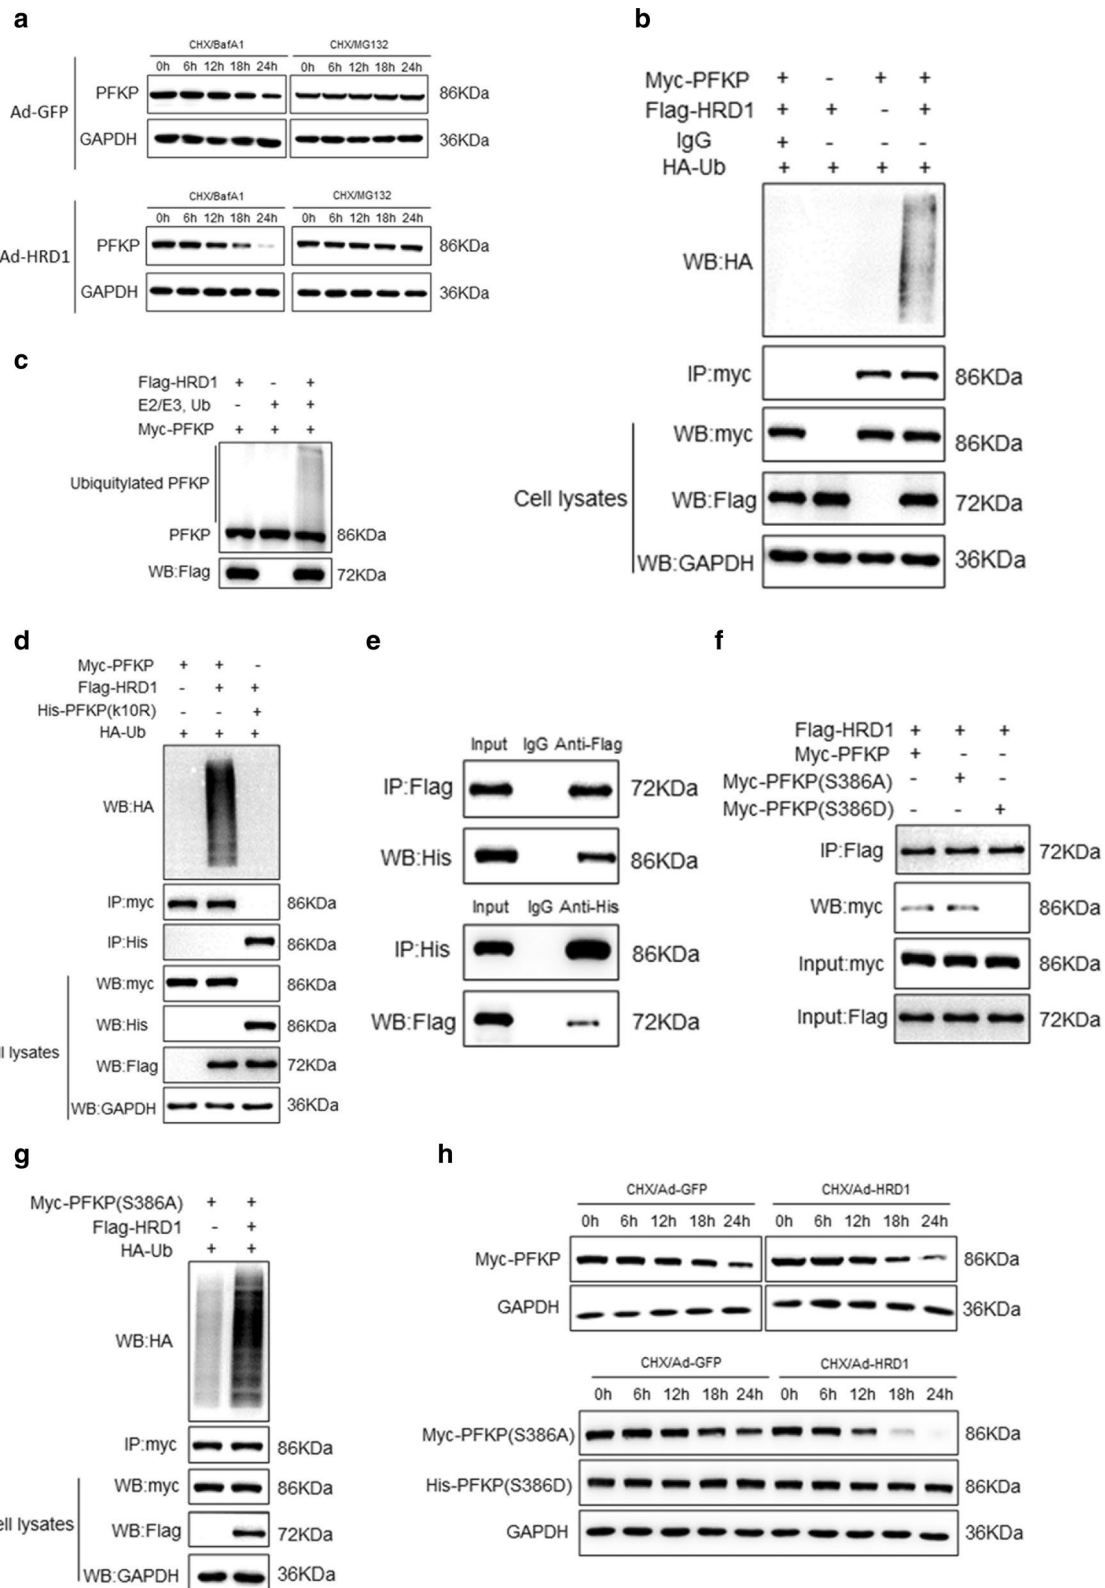 a
CHX/BafA1 CHX/MG132
0h 6h 12h 18h 24h 0h 6h 12h 18h 24h
Ad-GFP
PFKP 86KDa
GAPDH 36KDa
CHX/BafA1 CHX/MG132
0h 6h 12h 18h 24h 0h 6h 12h 18h 24h
Ad-HRD1
PFKP 86KDa
GAPDH 36KDa
b
Myc-PFKP + - + +
Flag-HRD1 + + - +
IgG + - - -
HA-Ub + + + +
WB:HA
IP:myc 86KDa
Cell lysates
WB:myc 86KDa
WB:Flag 72KDa
WB:GAPDH 36KDa
c
Flag-HRD1 + - +
E2/E3, Ub - + +
Myc-PFKP + + +
Ubiquitylated PFKP
PFKP 86KDa
WB:Flag 72KDa
d
Myc-PFKP + + -
Flag-HRD1 - + +
His-PFKP(k10R) - - +
HA-Ub + + +
WB:HA
IP:myc 86KDa
IP:His 86KDa
ll lysates
WB:myc 86KDa
WB:His 86KDa
WB:Flag 72KDa
WB:GAPDH 36KDa
e
Input IgG Anti-Flag
IP:Flag 72KDa
WB:His 86KDa
Input IgG Anti-His
IP:His 86KDa
WB:Flag 72KDa
f
Flag-HRD1 + + +
Myc-PFKP + - -
Myc-PFKP(S386A) - + -
Myc-PFKP(S386D) - - +
IP:Flag 72KDa
WB:myc 86KDa
Input:myc 86KDa
Input:Flag 72KDa
g
Myc-PFKP(S386A) + +
Flag-HRD1 - +
HA-Ub + +
WB:HA
IP:myc 86KDa
ell lysates
WB:myc 86KDa
WB:Flag 72KDa
WB:GAPDH 36KDa
h
CHX/Ad-GFP CHX/Ad-HRD1
0h 6h 12h 18h 24h 0h 6h 12h 18h 24h
Myc-PFKP 86KDa
GAPDH 36KDa
CHX/Ad-GFP CHX/Ad-HRD1
0h 6h 12h 18h 24h 0h 6h 12h 18h 24h
Myc-PFKP(S386A) 86KDa
His-PFKP(S386D) 86KDa
GAPDH 36KDa